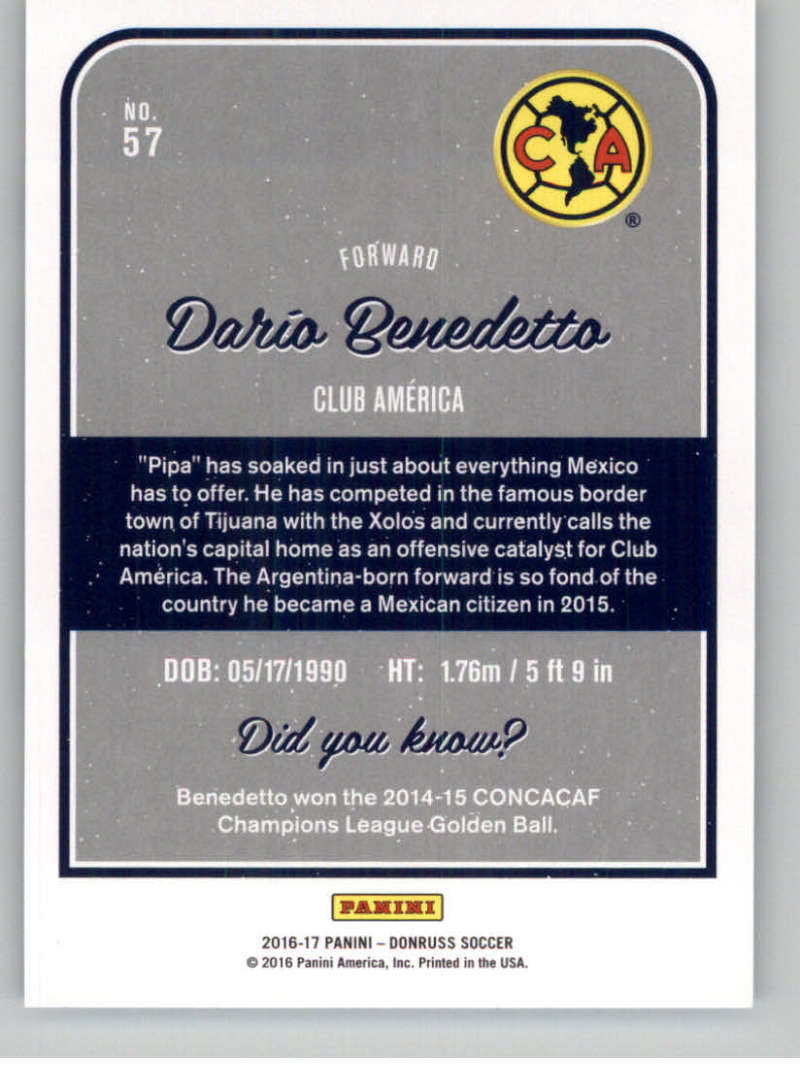 NO.
57
C A
®
FORWARD
Darío Benedetto
CLUB AMÉRICA
"Pipa" has soaked in just about everything Mexico
has to offer. He has competed in the famous border
town of Tijuana with the Xolos and currently calls the
nation's capital home as an offensive catalyst for Club
América. The Argentina-born forward is so fond of the
country he became a Mexican citizen in 2015.
DOB: 05/17/1990 HT: 1.76m / 5 ft 9 in
Did you know?
Benedetto won the 2014-15 CONCACAF
Champions League Golden Ball.
PANINI
2016-17 PANINI – DONRUSS SOCCER
© 2016 Panini America, Inc. Printed in the USA.